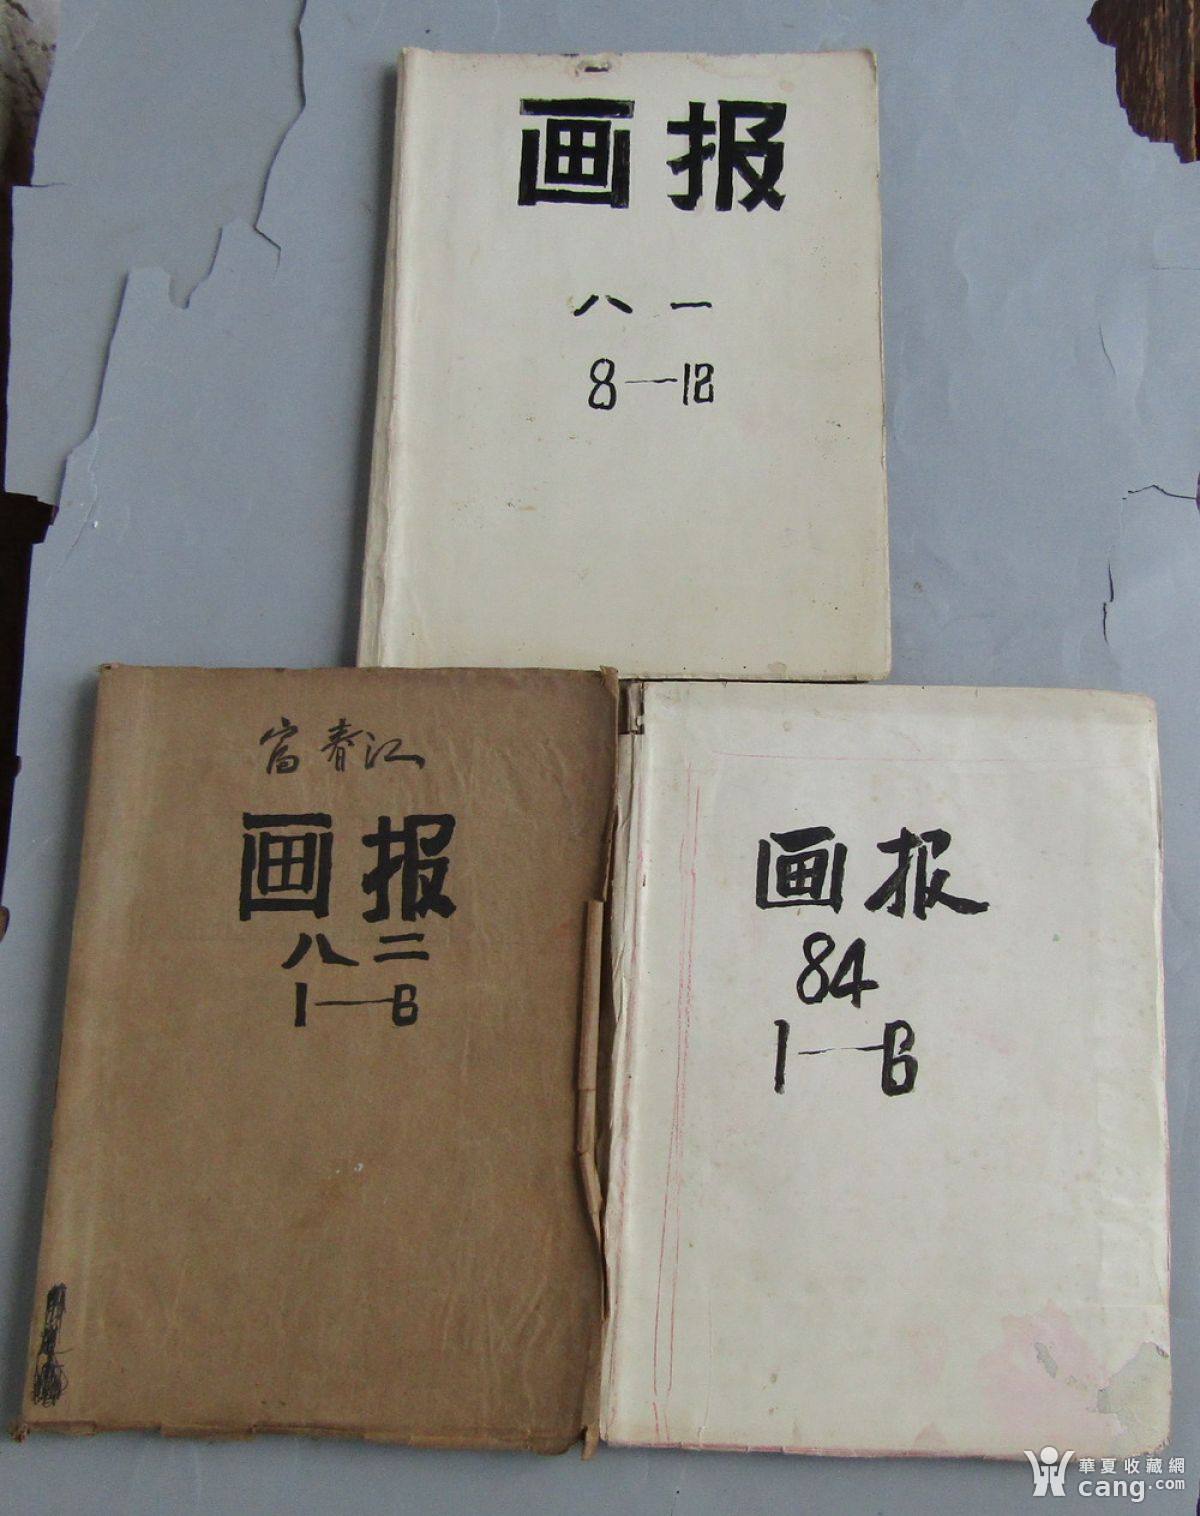 画报
八一
8—12
富春江
画报
八二
1—6
画报
84
1—6
華夏收藏網
cang.com